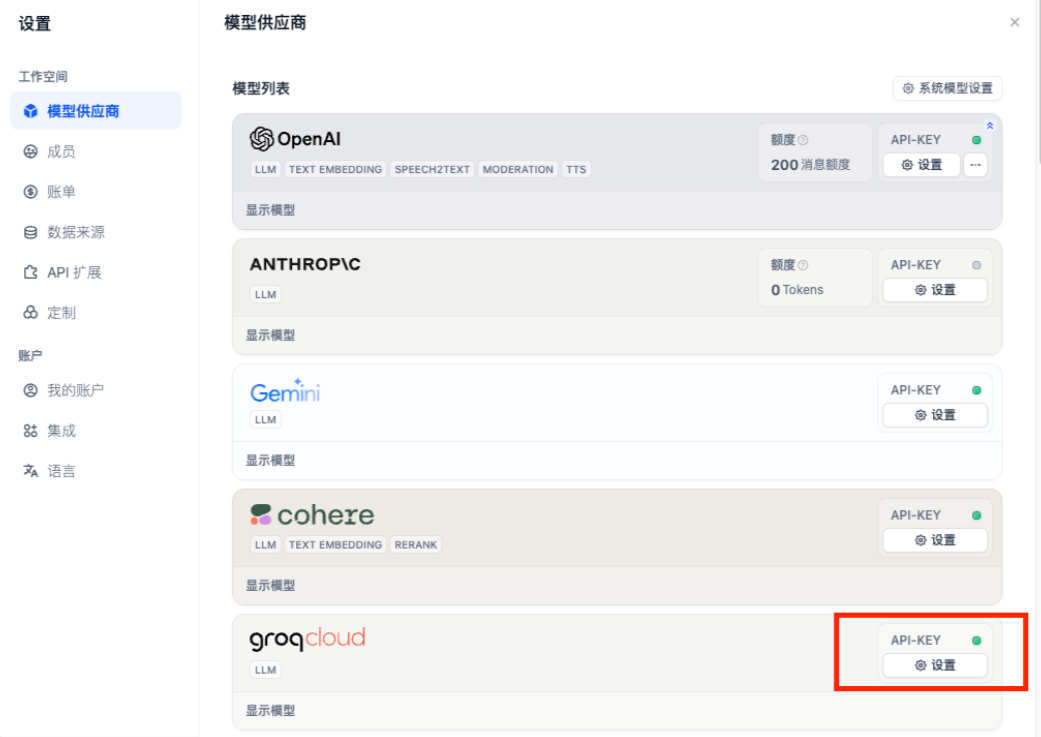 设置
工作空间
模型供应商
成员
账单
数据来源
API 扩展
定制
账户
我的账户
集成
语言
模型供应商
模型列表
系统模型设置
OpenAI
LLM TEXT EMBEDDING SPEECH2TEXT MODERATION TTS
额度
200 消息额度
API-KEY
设置
显示模型
ANTHROP\C
LLM
额度
0 Tokens
API-KEY
设置
显示模型
Gemini
LLM
API-KEY
设置
显示模型
cohere
LLM TEXT EMBEDDING RERANK
API-KEY
设置
显示模型
groqcloud
LLM
API-KEY
设置
显示模型